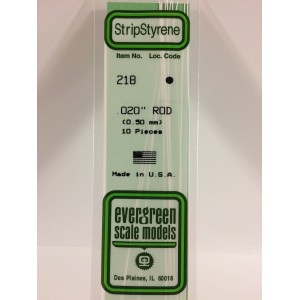 StripStyrene
Item No. Loc. Code
218
.020" ROD
(0.50 mm)
10 Pieces
Made in U.S.A.
evergreen
scale models
Des Plaines, IL 60018